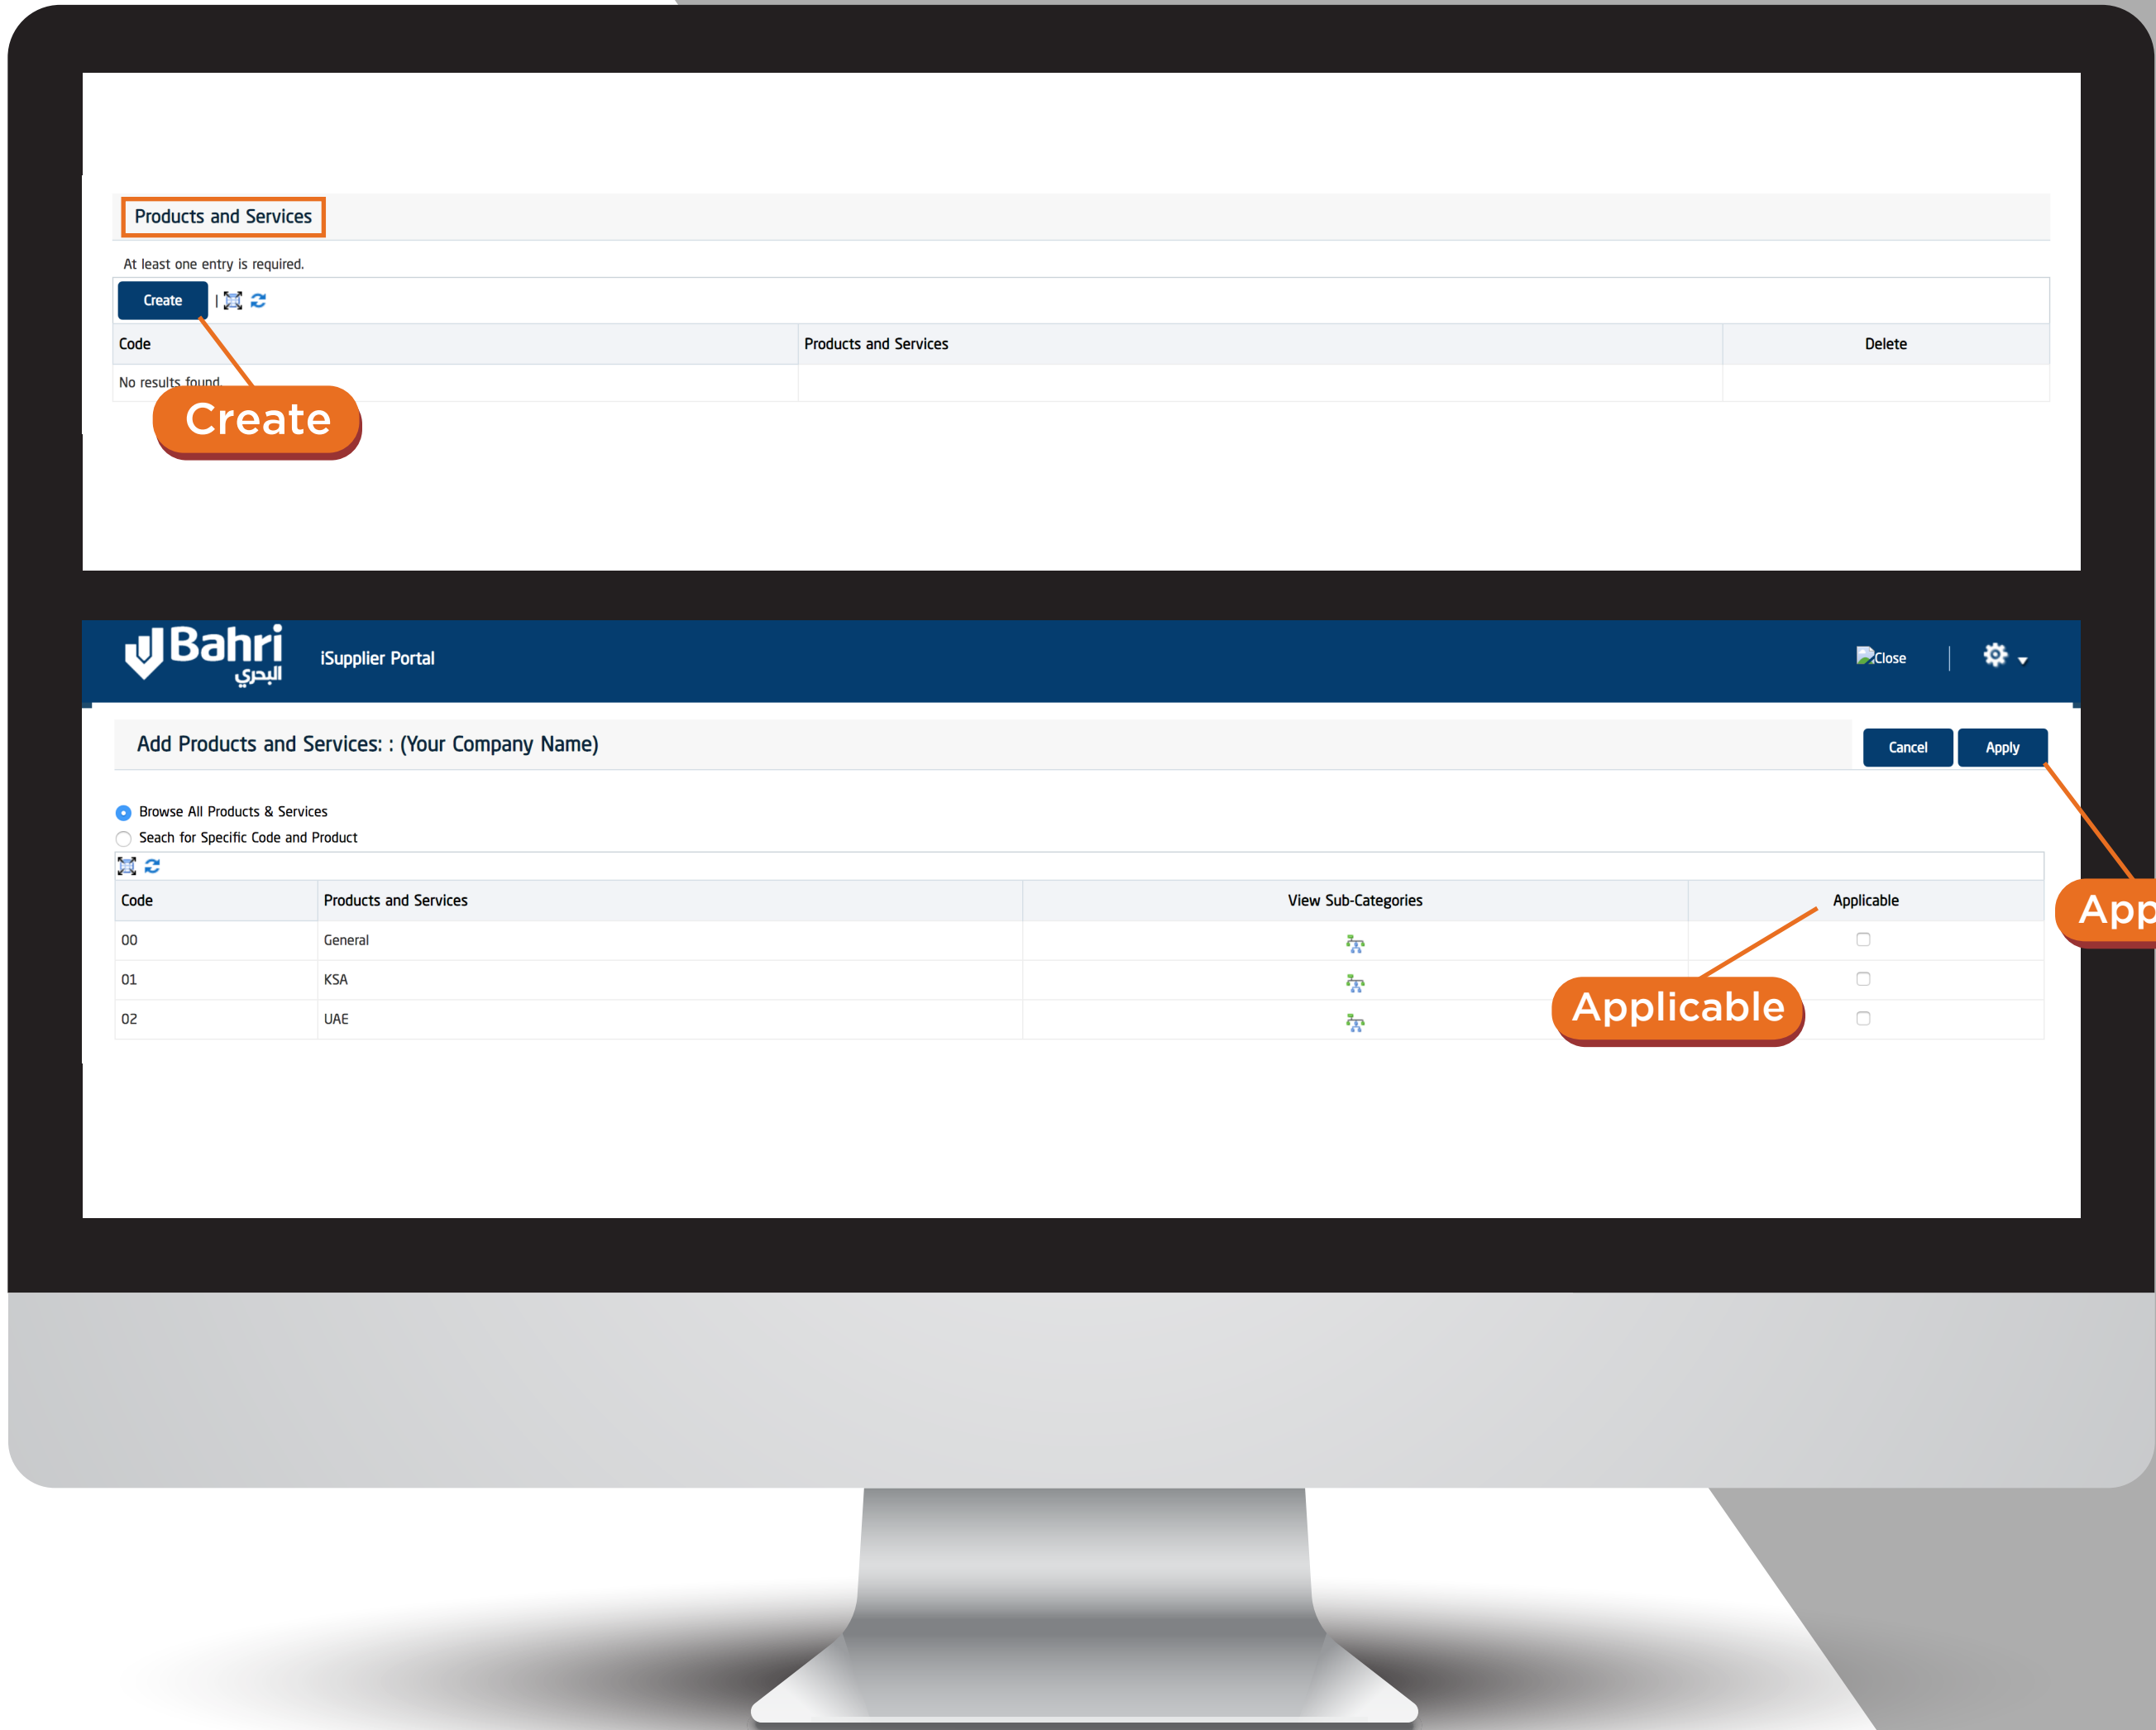 Products and Services
At least one entry is required.
Create |
Code Products and Services Delete
No results found.
Create
Bahri
البحري
iSupplier Portal
Close
Add Products and Services: : (Your Company Name)
Cancel Apply
Browse All Products & Services
Seach for Specific Code and Product
Code Products and Services View Sub-Categories Applicable
00 General
01 KSA
02 UAE
App
Applicable